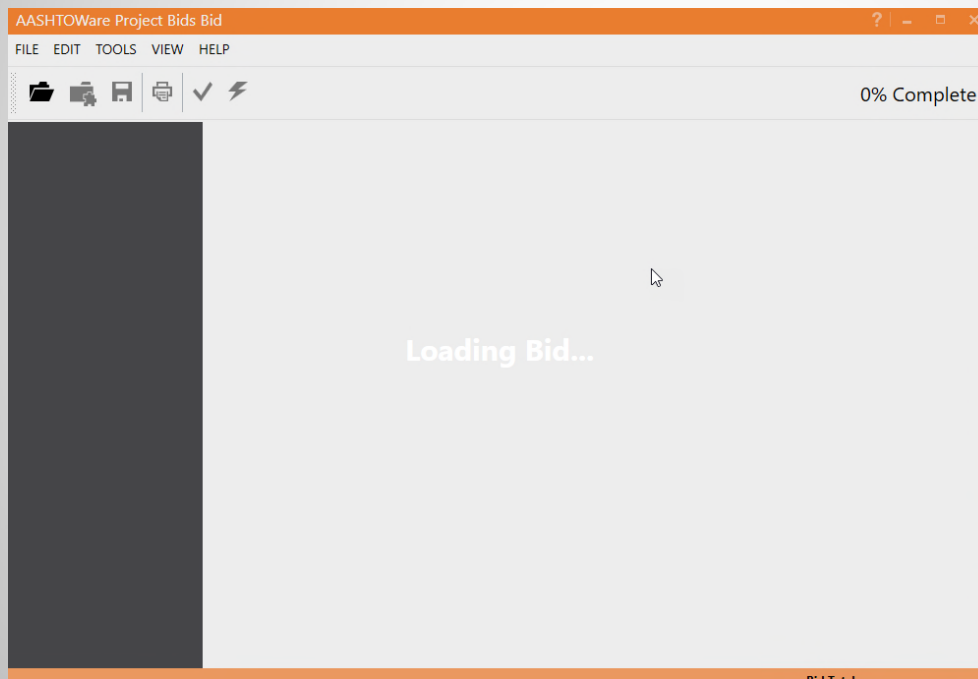 AASHTOWare Project Bids Bid
FILE EDIT TOOLS VIEW HELP
0% Complete
Loading Bid...